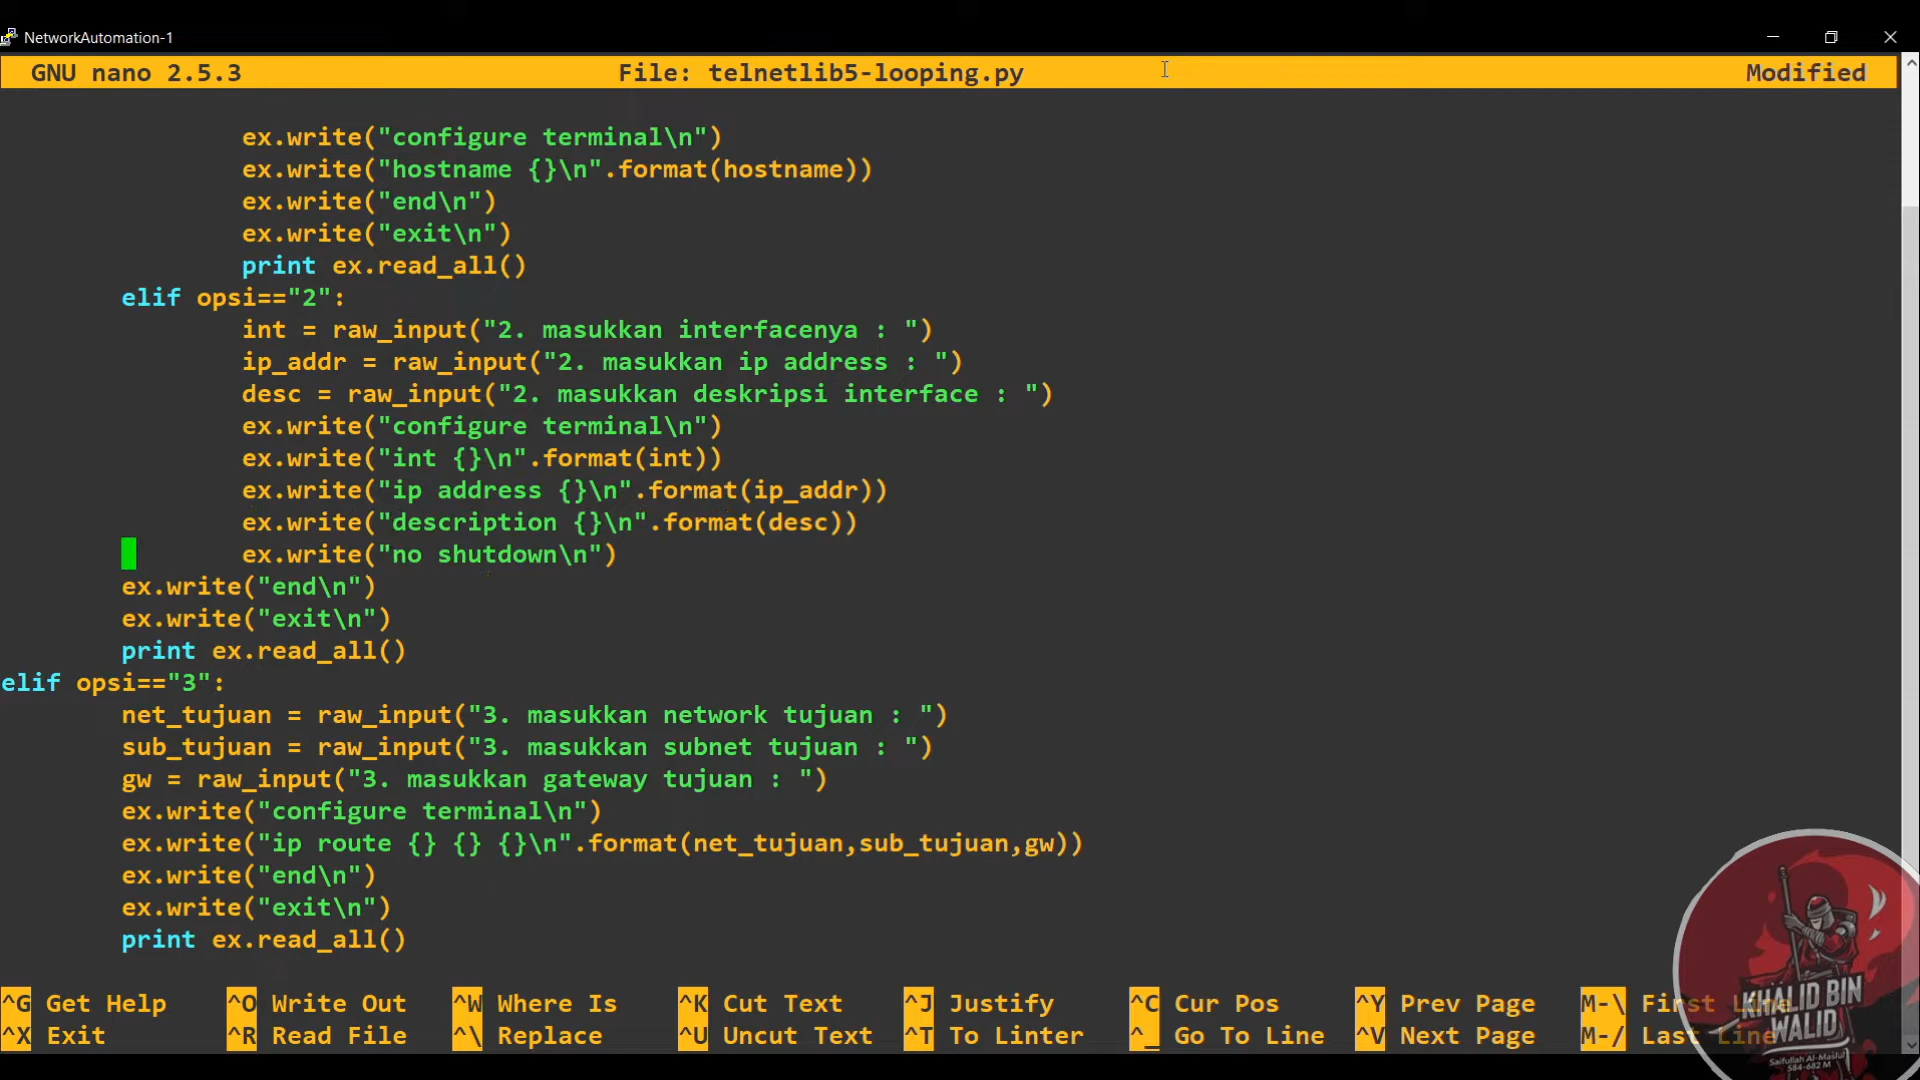 NetworkAutomation-1
GNU nano 2.5.3 File: telnetlib5-looping.py Modified
ex.write("configure terminal\n")
ex.write("hostname {}\n".format(hostname))
ex.write("end\n")
ex.write("exit\n")
print ex.read_all()
elif opsi=="2":
int = raw_input("2. masukkan interfacenya : ")
ip_addr = raw_input("2. masukkan ip address : ")
desc = raw_input("2. masukkan deskripsi interface : ")
ex.write("configure terminal\n")
ex.write("int {}\n".format(int))
ex.write("ip address {}\n".format(ip_addr))
ex.write("description {}\n".format(desc))
ex.write("no shutdown\n")
ex.write("end\n")
ex.write("exit\n")
print ex.read_all()
elif opsi=="3":
net_tujuan = raw_input("3. masukkan network tujuan : ")
sub_tujuan = raw_input("3. masukkan subnet tujuan : ")
gw = raw_input("3. masukkan gateway tujuan : ")
ex.write("configure terminal\n")
ex.write("ip route {} {} {}\n".format(net_tujuan,sub_tujuan,gw))
ex.write("end\n")
ex.write("exit\n")
print ex.read_all()
^G Get Help ^O Write Out ^W Where Is ^K Cut Text ^J Justify ^C Cur Pos ^Y Prev Page M-\ First Line
^X Exit ^R Read File ^\ Replace ^U Uncut Text ^T To Linter ^_ Go To Line ^V Next Page M-/ Last Line
KHALID BIN
WALID
Saifullah Al-Maslul
584-682 M